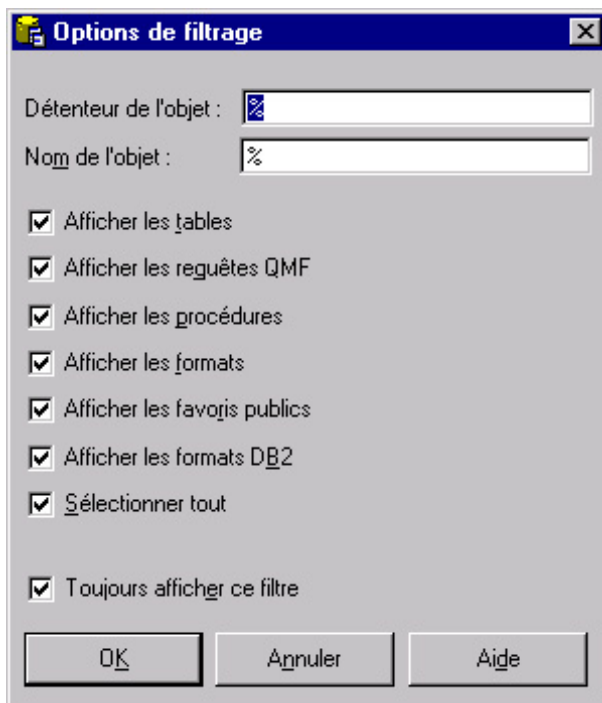 Options de filtrage
Détenteur de l'objet : %
Nom de l'objet : %
Afficher les tables
Afficher les reguêtes QMF
Afficher les procédures
Afficher les formats
Afficher les favoris publics
Afficher les formats DB2
Sélectionner tout
Toujours afficher ce filtre
OK Annuler Aide